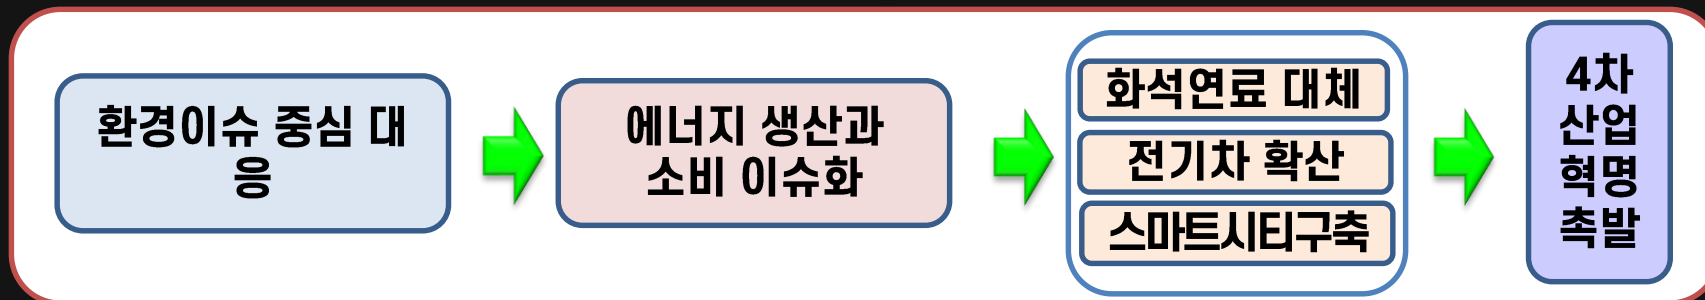 환경이슈 중심 대
응
에너지 생산과
소비 이슈화
화석연료 대체
전기차 확산
스마트시티구축
4차
산업
혁명
촉발